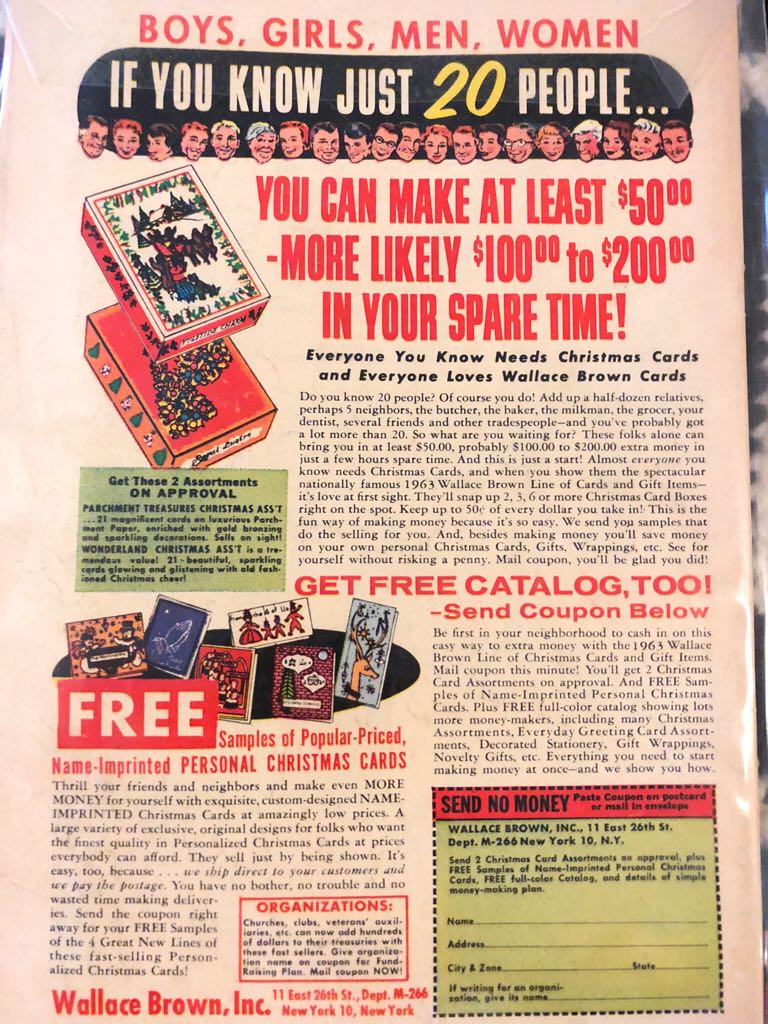 BOYS, GIRLS, MEN, WOMEN
IF YOU KNOW JUST 20 PEOPLE...
YOU CAN MAKE AT LEAST $50⁰⁰
-MORE LIKELY $100⁰⁰ to $200⁰⁰
IN YOUR SPARE TIME!
Everyone You Know Needs Christmas Cards
and Everyone Loves Wallace Brown Cards
Do you know 20 people? Of course you do! Add up a half-dozen relatives,
perhaps 5 neighbors, the butcher, the baker, the milkman, the grocer, your
dentist, several friends and other tradespeople—and you've probably got
a lot more than 20. So what are you waiting for? These folks alone can
bring you in at least $50.00, probably $100.00 to $200.00 extra money in
just a few hours spare time. And this is just a start! Almost everyone you
know needs Christmas Cards, and when you show them the spectacular
nationally famous 1963 Wallace Brown Line of Cards and Gift Items—
it's love at first sight. They'll snap up 2, 3, 6 or more Christmas Card Boxes
right on the spot. Keep up to 50¢ of every dollar you take in! This is the
fun way of making money because it's so easy. We send you samples that
do the selling for you. And, besides making money you'll save money
on your own personal Christmas Cards, Gifts, Wrappings, etc. See for
yourself without risking a penny. Mail coupon, you'll be glad you did!
Royal Lustre
Get These 2 Assortments
ON APPROVAL
PARCHMENT TREASURES CHRISTMAS ASS'T
...21 magnificent cards on luxurious Parch-
ment Paper, enriched with gold bronzing
and sparkling decorations. Sells on sight!
WONDERLAND CHRISTMAS ASS'T is a tre-
mendous value! 21 beautiful, sparkling
cards glowing and glistening with old fash-
ioned Christmas cheer!
GET FREE CATALOG, TOO!
-Send Coupon Below
Be first in your neighborhood to cash in on this
easy way to extra money with the 1963 Wallace
Brown Line of Christmas Cards and Gift Items.
Mail coupon this minute! You'll get 2 Christmas
Card Assortments on approval. And FREE Sam-
ples of Name-Imprinted Personal Christmas
Cards. Plus FREE full-color catalog showing lots
more money-makers, including many Christmas
Assortments, Everyday Greeting Card Assort-
ments, Decorated Stationery, Gift Wrappings,
Novelty Gifts, etc. Everything you need to start
making money at once—and we show you how.
From the 3 of Us
FREE
Samples of Popular-Priced,
Name-Imprinted PERSONAL CHRISTMAS CARDS
Thrill your friends and neighbors and make even MORE
MONEY for yourself with exquisite, custom-designed NAME-
IMPRINTED Christmas Cards at amazingly low prices. A
large variety of exclusive, original designs for folks who want
the finest quality in Personalized Christmas Cards at prices
everybody can afford. They sell just by being shown. It's
easy, too, because . . . we ship direct to your customers and
we pay the postage. You have no bother, no trouble and no
wasted time making deliver-
ies. Send the coupon right
away for your FREE Samples
of the 4 Great New Lines of
these fast-selling Person-
alized Christmas Cards!
ORGANIZATIONS:
Churches, clubs, veterans' auxil-
iaries, etc. can now add hundreds
of dollars to their treasuries with
these fast sellers. Give organiza-
tion name on coupon for Fund-
Raising Plan. Mail coupon NOW!
Wallace Brown, Inc. 11 East 26th St., Dept. M-266
New York 10, New York
SEND NO MONEY Paste Coupon on postcard
or mail in envelope
WALLACE BROWN, INC., 11 East 26th St.
Dept. M-266 New York 10, N.Y.
Send 2 Christmas Card Assortments on approval, plus
FREE Samples of Name-Imprinted Personal Christmas
Cards, FREE full-color Catalog, and details of simple
money-making plan.
Name
Address
City & Zone State
If writing for an organi-
zation, give its name